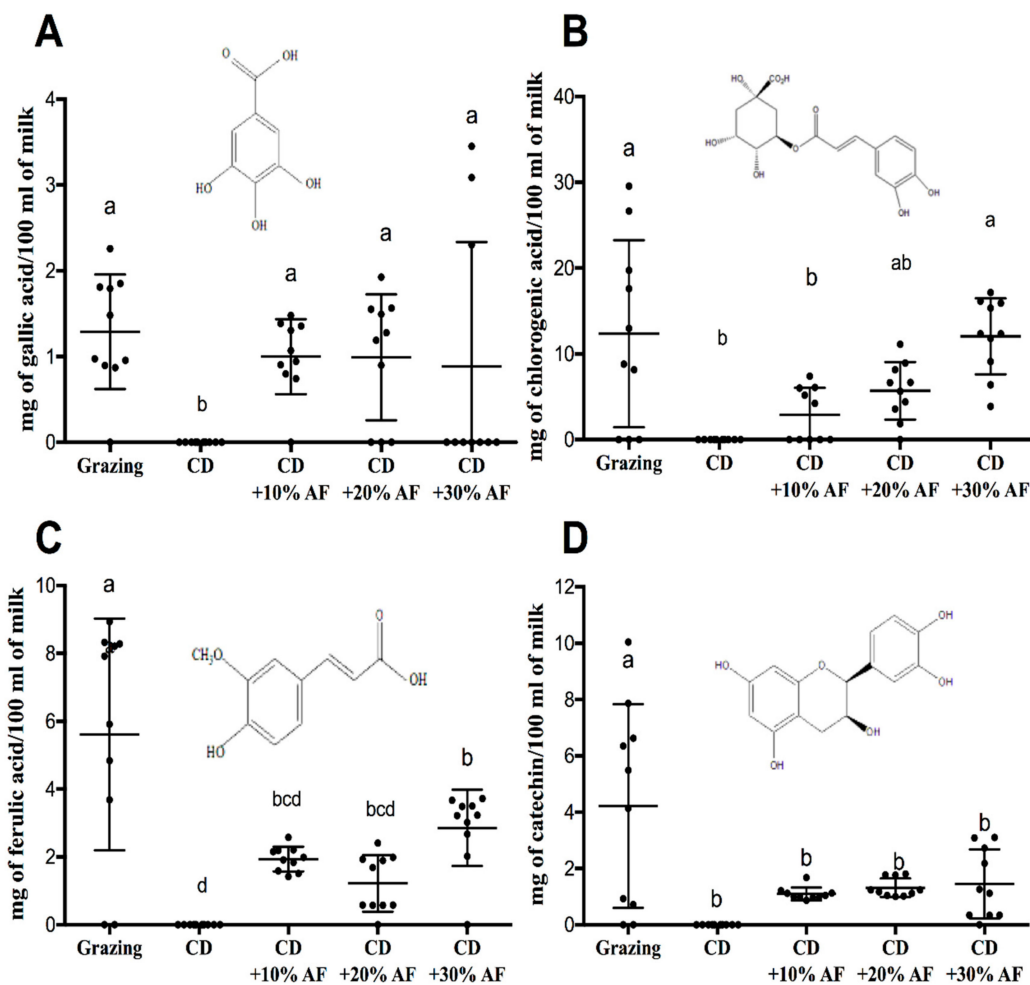 A
mg of gallic acid/100 ml of milk
4
3
2
1
0
O
OH
HO
OH
OH
a
b
a
a
a
Grazing
CD
CD
+10% AF
CD
+20% AF
CD
+30% AF
B
mg of chlorogenic acid/100 ml of milk
40
30
20
10
0
HO
CO₂H
HO
OH
O
O
OH
OH
a
b
b
ab
a
Grazing
CD
CD
+10% AF
CD
+20% AF
CD
+30% AF
C
mg of ferulic acid/100 ml of milk
10
8
6
4
2
0
CH₃O
HO
O
OH
a
d
bcd
bcd
b
Grazing
CD
CD
+10% AF
CD
+20% AF
CD
+30% AF
D
mg of catechin/100 ml of milk
12
10
8
6
4
2
0
OH
OH
HO
O
OH
OH
a
b
b
b
b
Grazing
CD
CD
+10% AF
CD
+20% AF
CD
+30% AF